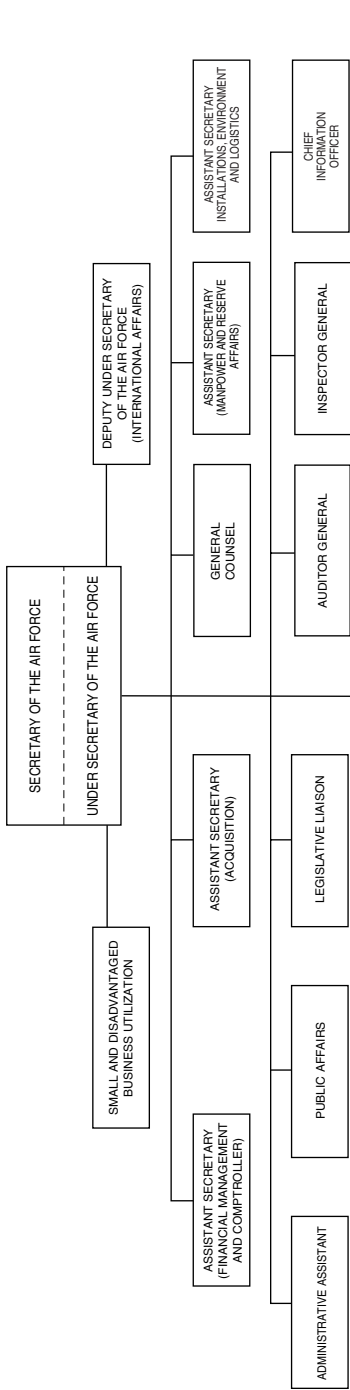 SECRETARY OF THE AIR FORCE
UNDER SECRETARY OF THE AIR FORCE
SMALL AND DISADVANTAGED
BUSINESS UTILIZATION
DEPUTY UNDER SECRETARY
OF THE AIR FORCE
(INTERNATIONAL AFFAIRS)
ASSISTANT SECRETARY
(FINANCIAL MANAGEMENT
AND COMPTROLLER)
ASSISTANT SECRETARY
(ACQUISITION)
GENERAL
COUNSEL
ASSISTANT SECRETARY
(MANPOWER AND RESERVE
AFFAIRS)
ASSISTANT SECRETARY
INSTALLATIONS, ENVIRONMENT
AND LOGISTICS
ADMINISTRATIVE ASSISTANT
PUBLIC AFFAIRS
LEGISLATIVE LIAISON
AUDITOR GENERAL
INSPECTOR GENERAL
CHIEF
INFORMATION
OFFICER